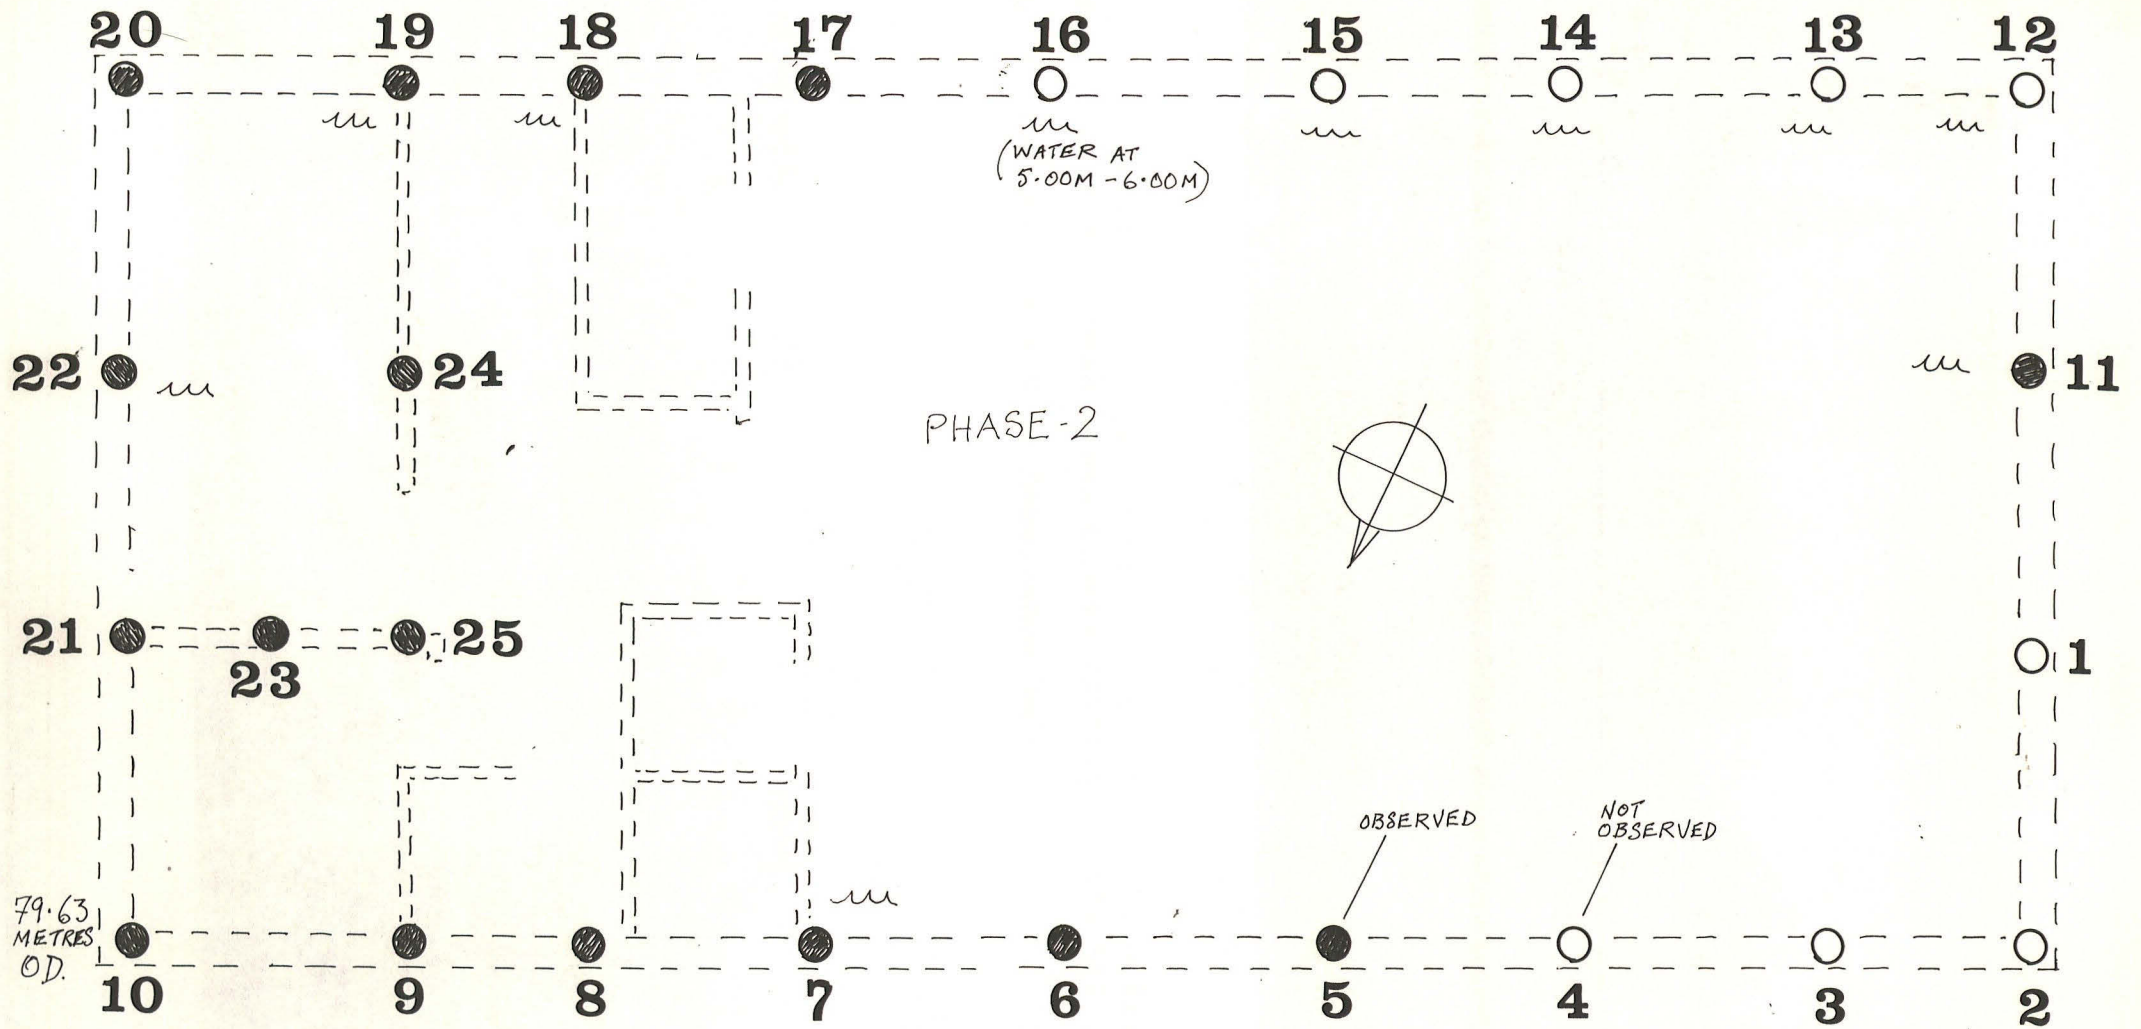 20 19 18 17 16 15 14 13 12
(WATER AT
5.00M - 6.00M)
22 24 11
PHASE-2
21 25 1
23
OBSERVED
NOT
OBSERVED
79.63
METRES
OD.
10 9 8 7 6 5 4 3 2